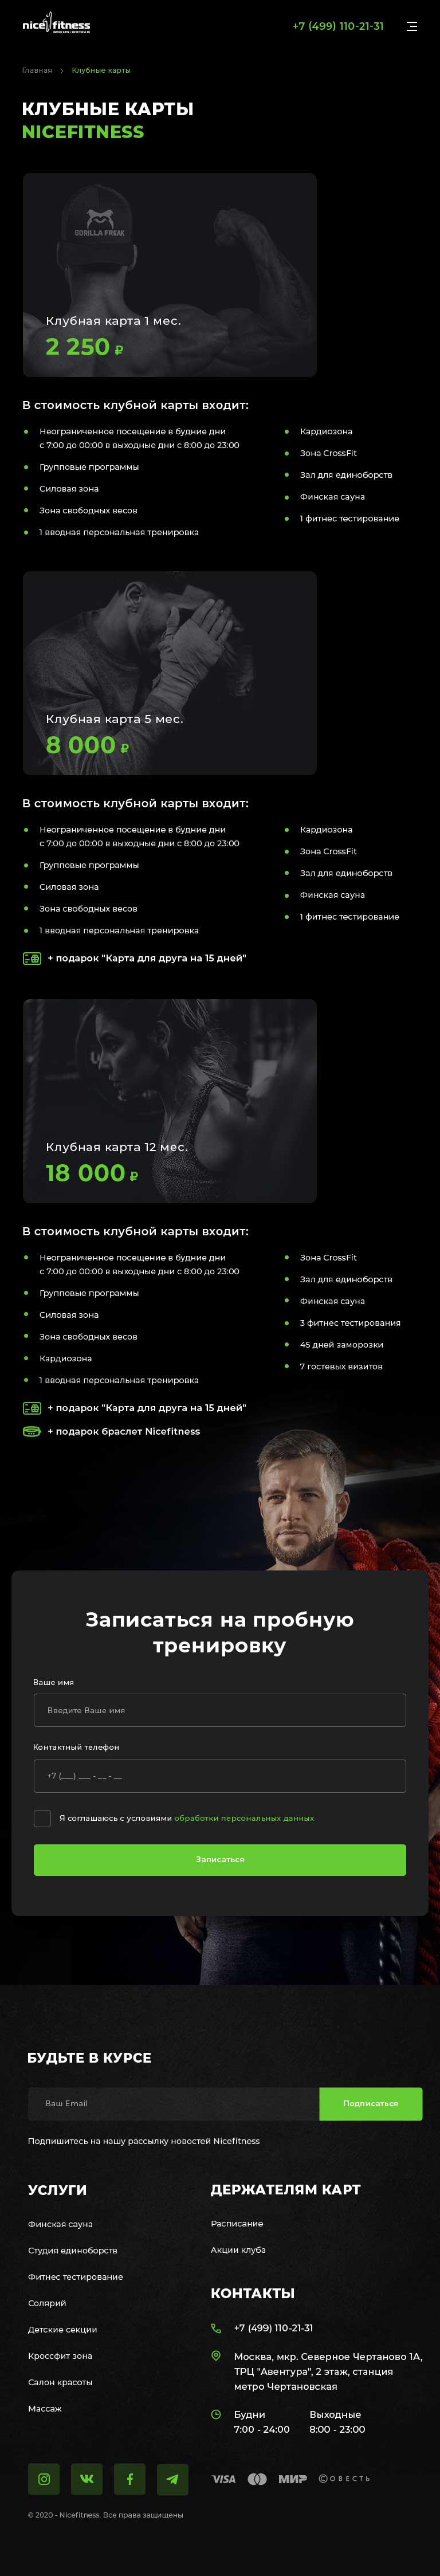 nice fitness
+7 (499) 110-21-31
Главная > Клубные карты
КЛУБНЫЕ КАРТЫ
NICEFITNESS
GORILLA FREAK
Клубная карта 1 мес.
2 250 ₽
В стоимость клубной карты входит:
Неограниченное посещение в будние дни
с 7:00 до 00:00 в выходные дни с 8:00 до 23:00
Групповые программы
Силовая зона
Зона свободных весов
1 вводная персональная тренировка
Кардиозона
Зона CrossFit
Зал для единоборств
Финская сауна
1 фитнес тестирование
Клубная карта 5 мес.
8 000 ₽
В стоимость клубной карты входит:
Неограниченное посещение в будние дни
с 7:00 до 00:00 в выходные дни с 8:00 до 23:00
Групповые программы
Силовая зона
Зона свободных весов
1 вводная персональная тренировка
Кардиозона
Зона CrossFit
Зал для единоборств
Финская сауна
1 фитнес тестирование
+ подарок "Карта для друга на 15 дней"
Клубная карта 12 мес.
18 000 ₽
В стоимость клубной карты входит:
Неограниченное посещение в будние дни
с 7:00 до 00:00 в выходные дни с 8:00 до 23:00
Групповые программы
Силовая зона
Зона свободных весов
Кардиозона
1 вводная персональная тренировка
Зона CrossFit
Зал для единоборств
Финская сауна
3 фитнес тестирования
45 дней заморозки
7 гостевых визитов
+ подарок "Карта для друга на 15 дней"
+ подарок браслет Nicefitness
Записаться на пробную
тренировку
Ваше имя
Введите Ваше имя
Контактный телефон
+7 (___) ___ - __ - __
Я соглашаюсь с условиями обработки персональных данных
Записаться
БУДЬТЕ В КУРСЕ
Ваш Email
Подписаться
Подпишитесь на нашу рассылку новостей Nicefitness
УСЛУГИ
Финская сауна
Студия единоборств
Фитнес тестирование
Солярий
Детские секции
Кроссфит зона
Салон красоты
Массаж
ДЕРЖАТЕЛЯМ КАРТ
Расписание
Акции клуба
КОНТАКТЫ
+7 (499) 110-21-31
Москва, мкр. Северное Чертаново 1А,
ТРЦ "Авентура", 2 этаж, станция
метро Чертановская
Будни Выходные
7:00 - 24:00 8:00 - 23:00
VISA МИР СОВЕСТЬ
© 2020 - Nicefitness. Все права защищены